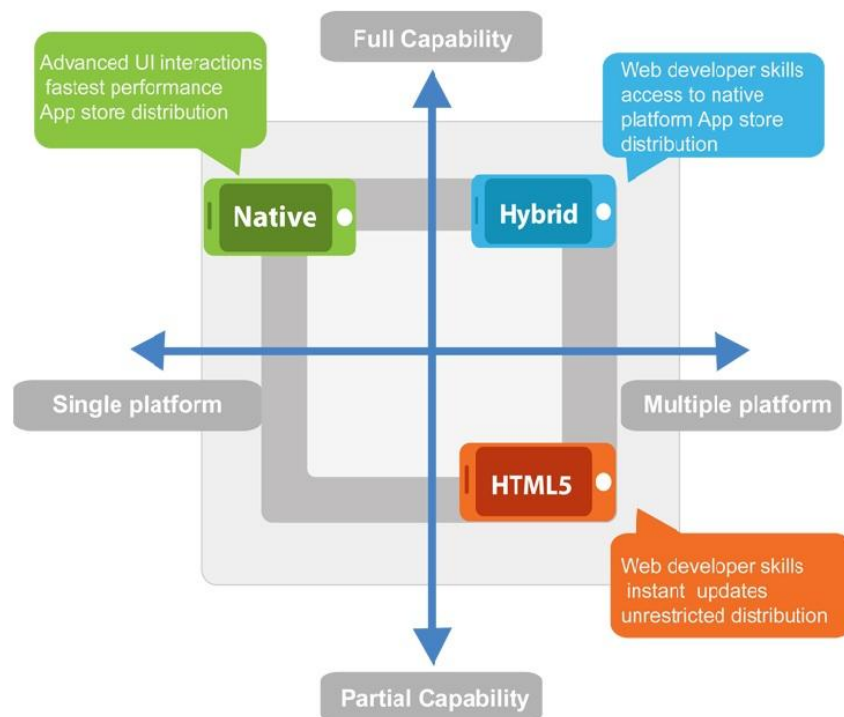 Full Capability
Advanced UI interactions
fastest performance
App store distribution
Web developer skills
access to native
platform App store
distribution
Native
Hybrid
Single platform
Multiple platform
HTML5
Web developer skills
instant updates
unrestricted distribution
Partial Capability